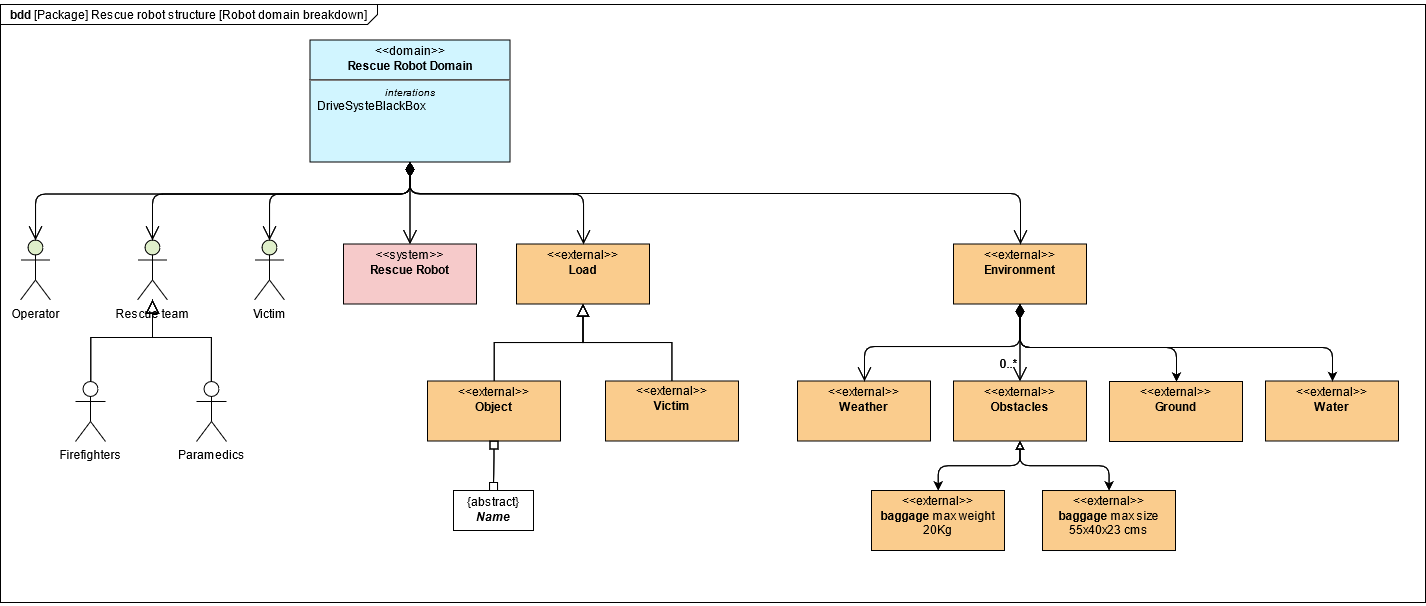 bdd [Package] Rescue robot structure [Robot domain breakdown]
<<domain>>
Rescue Robot Domain
interations
DriveSysteBlackBox
Operator
Rescue team
Victim
<<system>>
Rescue Robot
<<external>>
Load
<<external>>
Environment
Firefighters
Paramedics
<<external>>
Object
<<external>>
Victim
0..*
<<external>>
Weather
<<external>>
Obstacles
<<external>>
Ground
<<external>>
Water
{abstract}
Name
<<external>>
baggage max weight
20Kg
<<external>>
baggage max size
55x40x23 cms